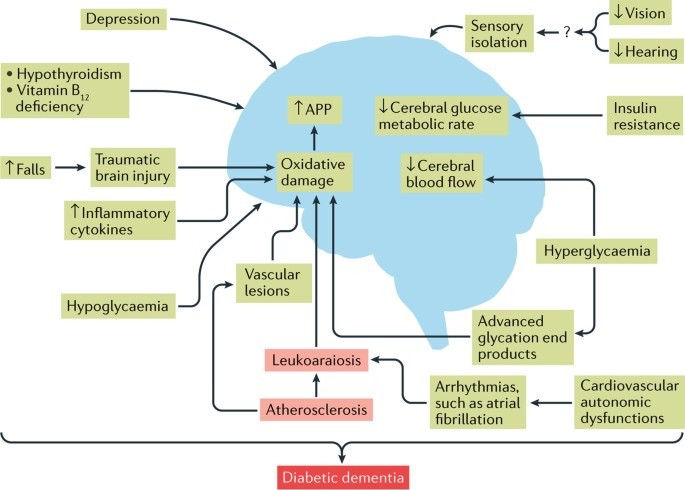 Depression
Sensory
isolation
?
↓Vision
↓Hearing
• Hypothyroidism
• Vitamin B12
deficiency
↑APP
↓Cerebral glucose
metabolic rate
Insulin
resistance
↑Falls
Traumatic
brain injury
Oxidative
damage
↓Cerebral
blood flow
↑Inflammatory
cytokines
Hyperglycaemia
Hypoglycaemia
Vascular
lesions
Advanced
glycation end
products
Leukoaraiosis
Atherosclerosis
Arrhythmias,
such as atrial
fibrillation
Cardiovascular
autonomic
dysfunctions
Diabetic dementia